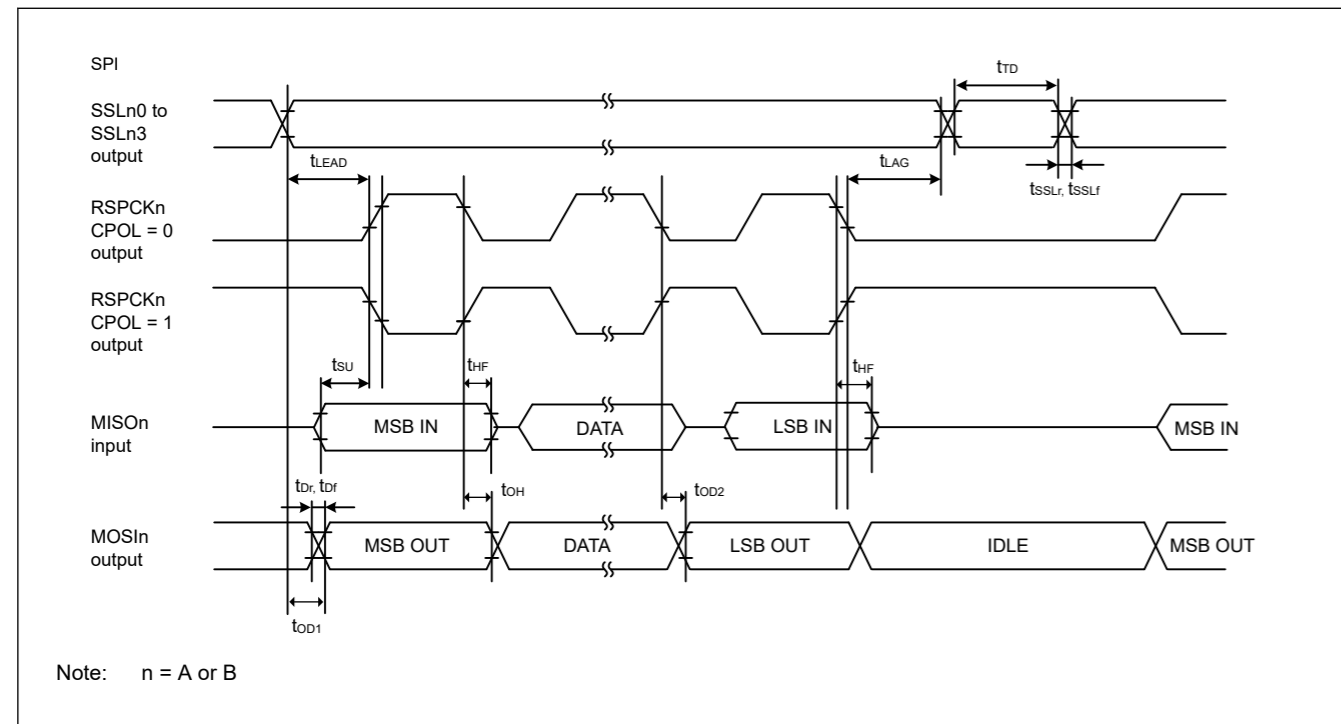 SPI
tTD
SSLn0 to
SSLn3
output
tLEAD
tLAG
tSSLr, tSSLf
RSPCKn
CPOL = 0
output
RSPCKn
CPOL = 1
output
tSU
tHF
tHF
MISOn
input
MSB IN
DATA
LSB IN
MSB IN
tDr, tDf
tOH
tOD2
MOSIn
output
MSB OUT
DATA
LSB OUT
IDLE
MSB OUT
tOD1
Note: n = A or B